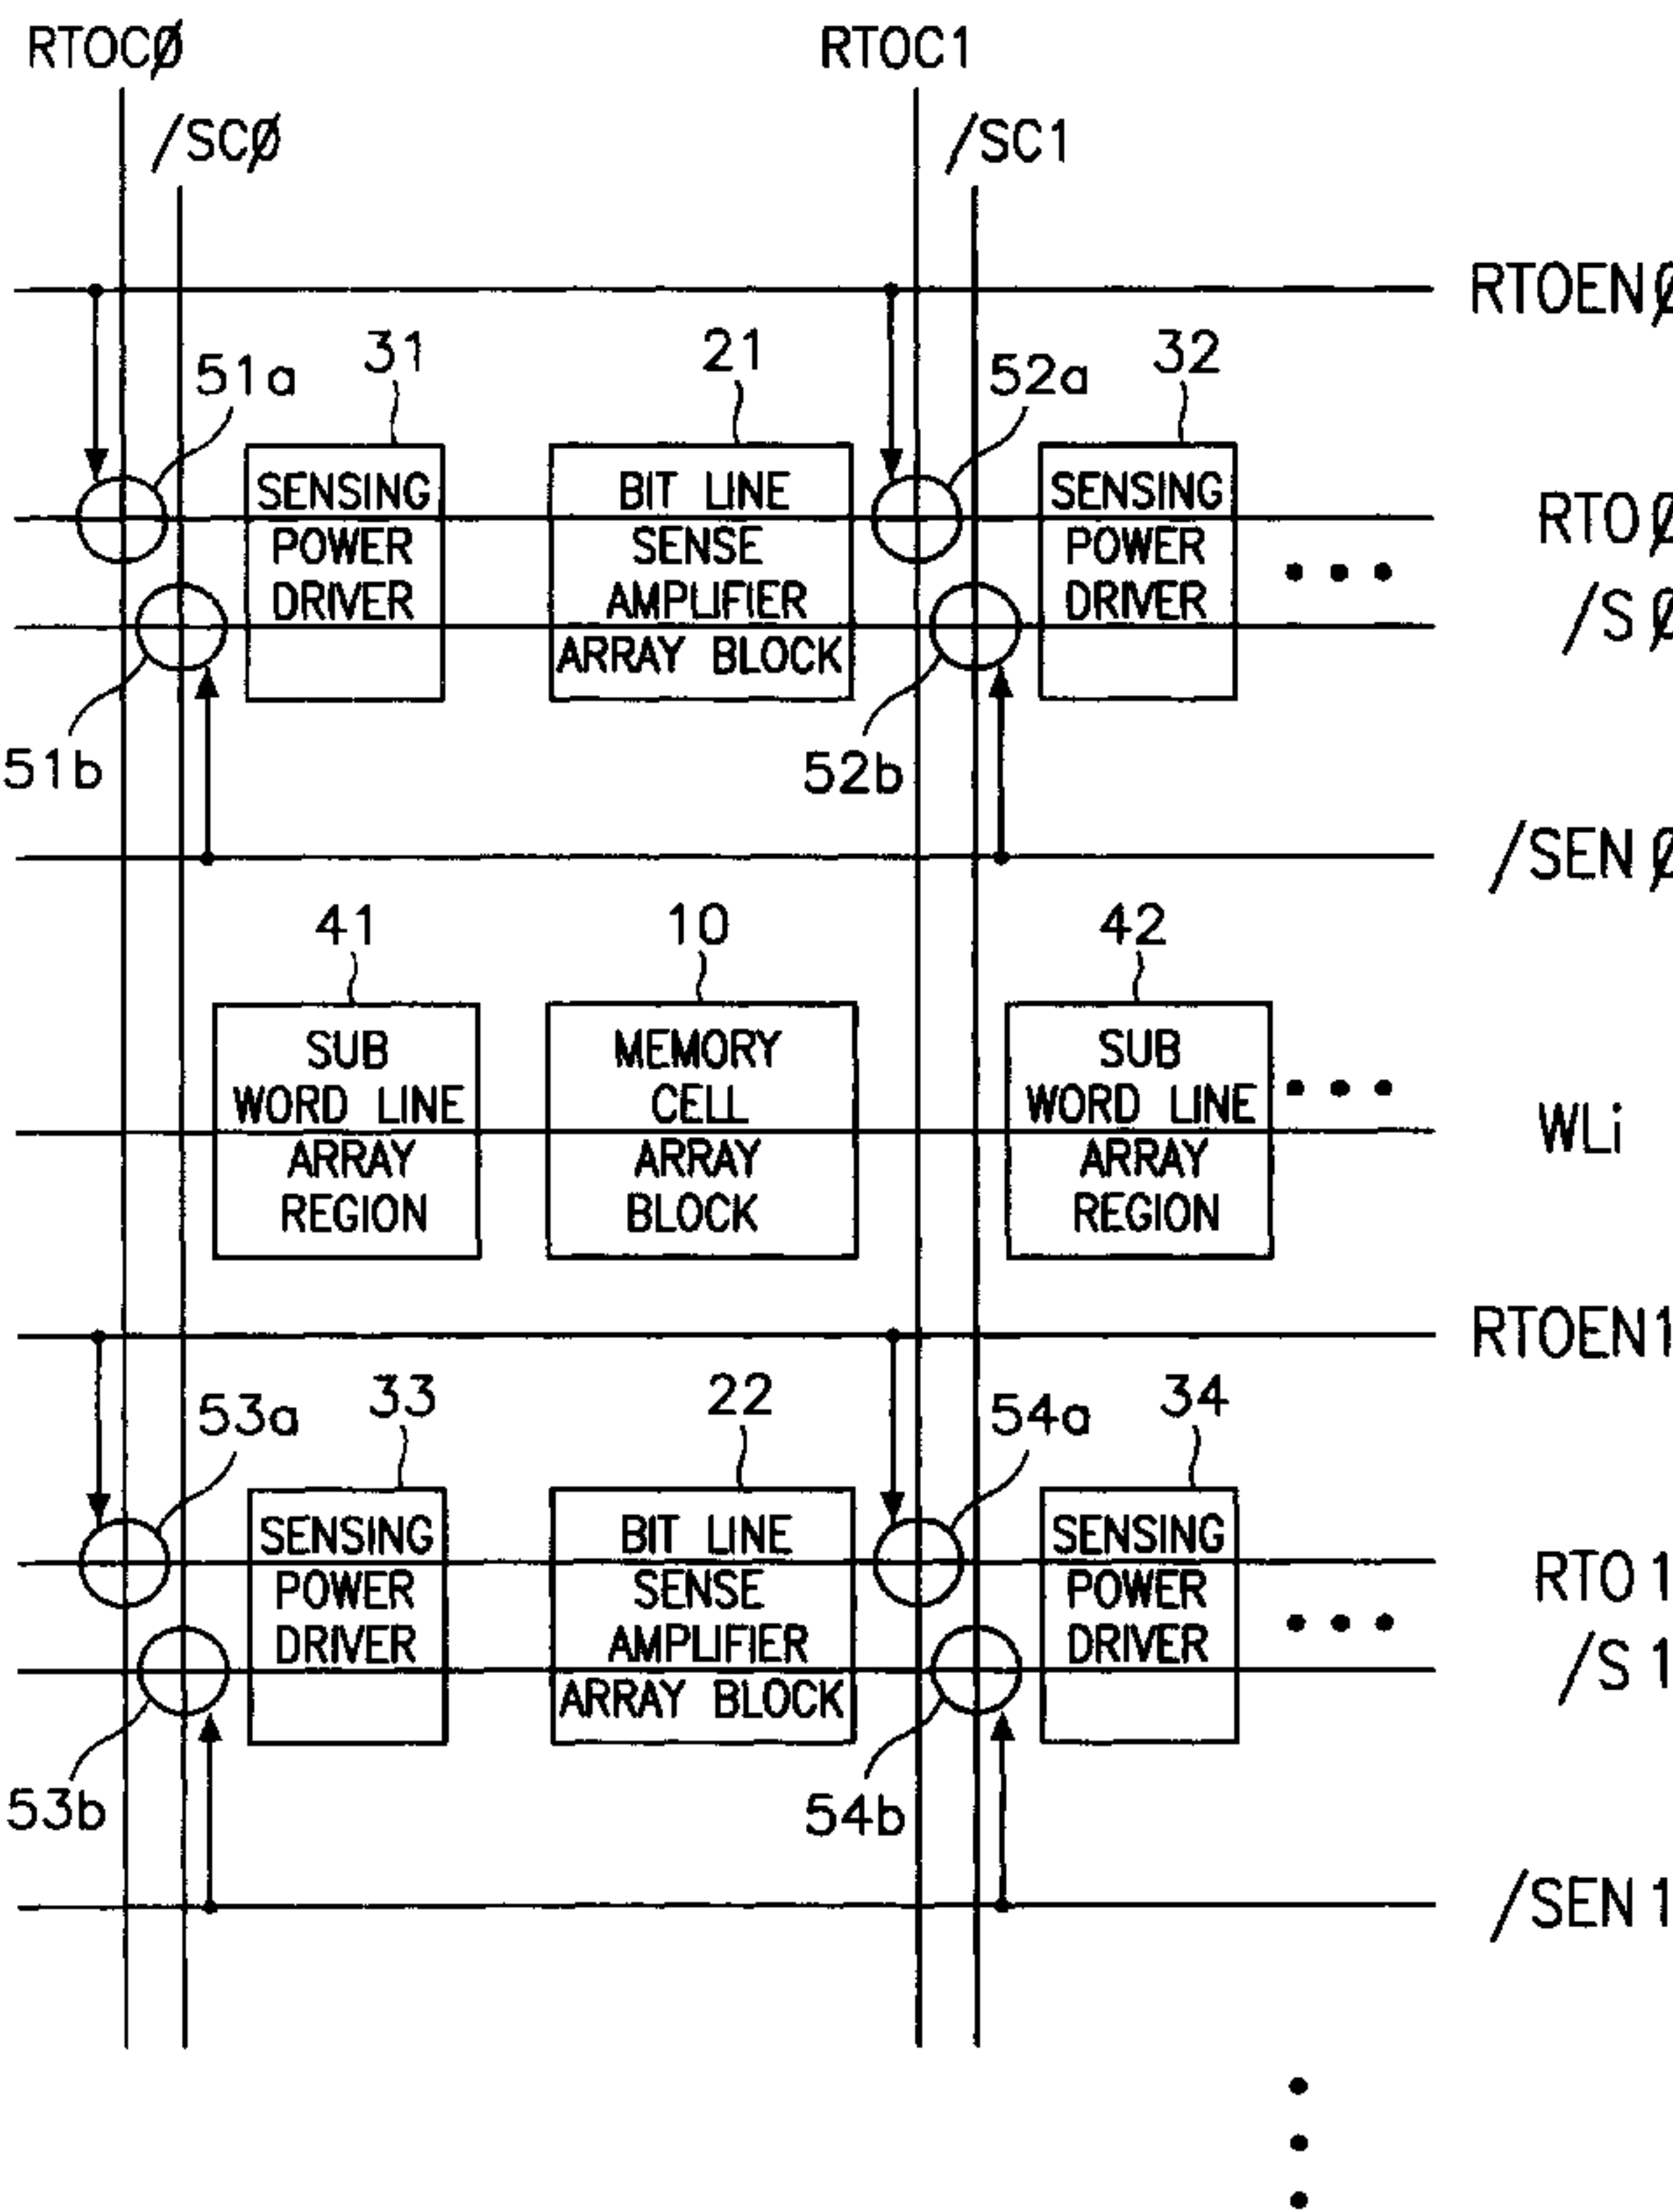 RTOCØ RTOC1
/SCØ /SC1
RTOENØ
51a 31 21 52a 32
SENSING BIT LINE SENSING
POWER SENSE POWER
DRIVER AMPLIFIER DRIVER
ARRAY BLOCK
RTOØ
/SØ
51b 52b
/SENØ
41 10 42
SUB MEMORY SUB
WORD LINE CELL WORD LINE
ARRAY ARRAY ARRAY
REGION BLOCK REGION
WLi
RTOEN1
53a 33 22 54a 34
SENSING BIT LINE SENSING
POWER SENSE POWER
DRIVER AMPLIFIER DRIVER
ARRAY BLOCK
RTO1
/S1
53b 54b
/SEN1